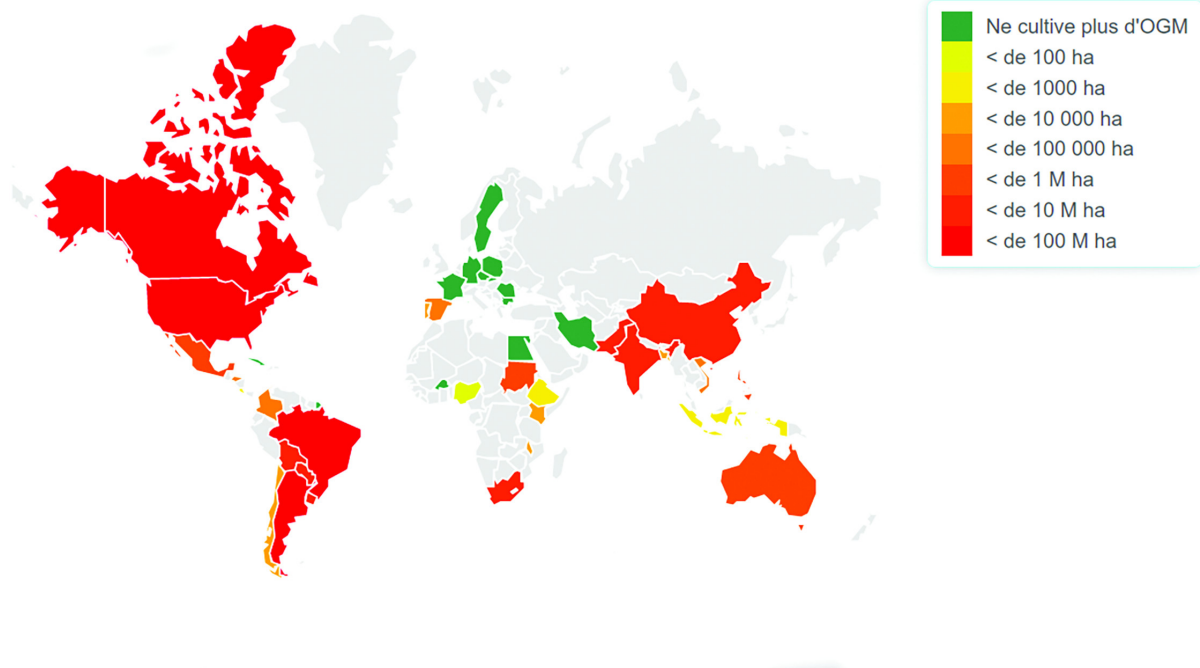 Ne cultive plus d'OGM
< de 100 ha
< de 1000 ha
< de 10 000 ha
< de 100 000 ha
< de 1 M ha
< de 10 M ha
< de 100 M ha